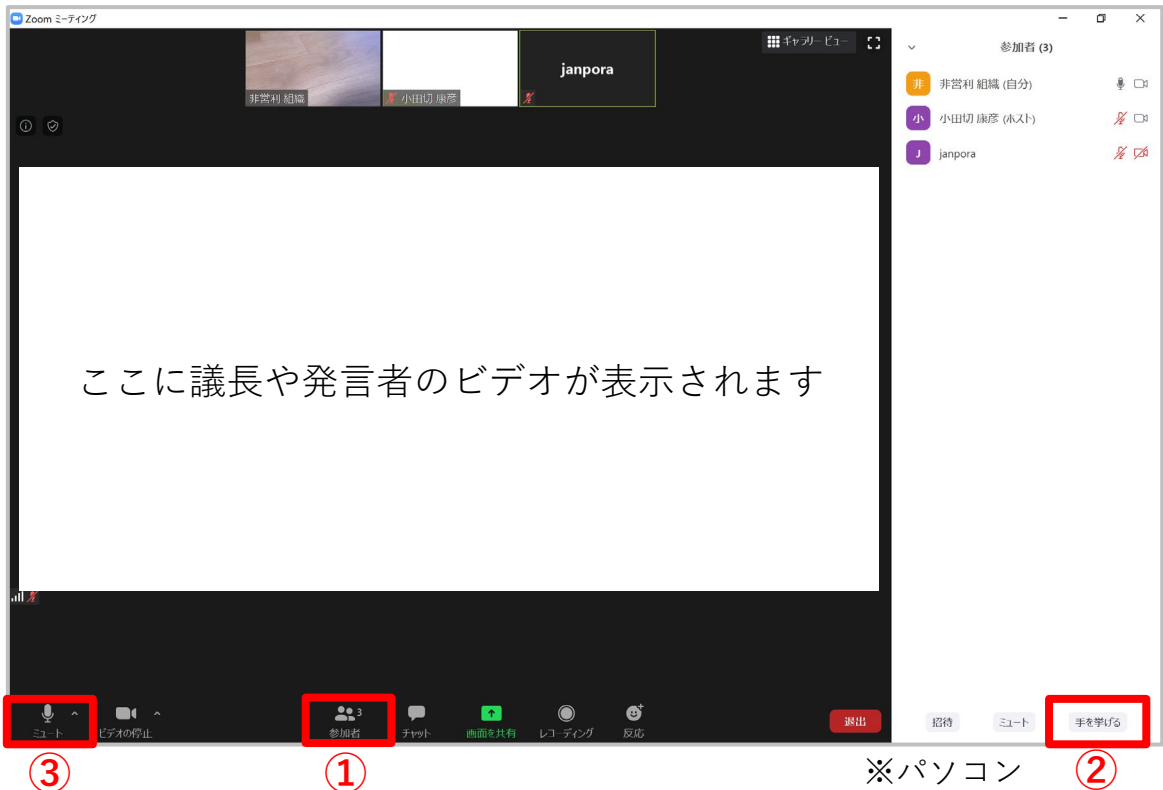 Zoom ミーティング
非営利 組織
小田切 康彦
janpora
ギャラリー ビュー
参加者 (3)
非 非営利 組織 (自分)
小 小田切 康彦 (ホスト)
J janpora
ここに議長や発言者のビデオが表示されます
ミュート
ビデオの停止
参加者 3
チャット
画面を共有
レコーディング
反応
退出
招待
ミュート
手を挙げる
③
①
※パソコン
②